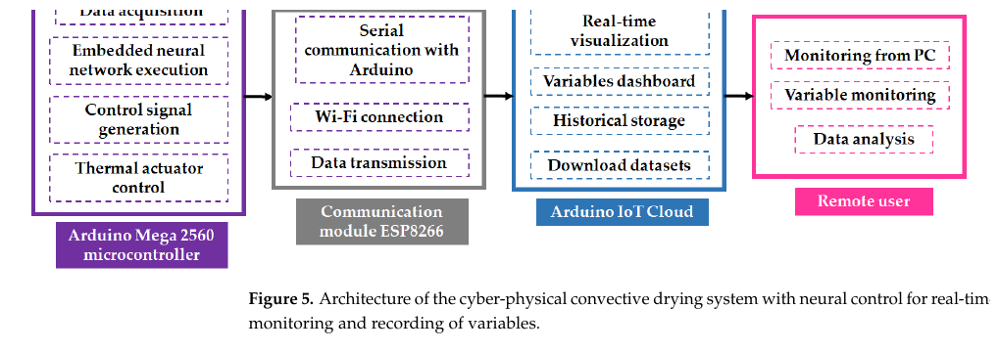 Data acquisition
Embedded neural
network execution
Control signal
generation
Thermal actuator
control
Arduino Mega 2560
microcontroller
Serial
communication with
Arduino
Wi-Fi connection
Data transmission
Communication
module ESP8266
Real-time
visualization
Variables dashboard
Historical storage
Download datasets
Arduino IoT Cloud
Monitoring from PC
Variable monitoring
Data analysis
Remote user
Figure 5. Architecture of the cyber-physical convective drying system with neural control for real-time
monitoring and recording of variables.